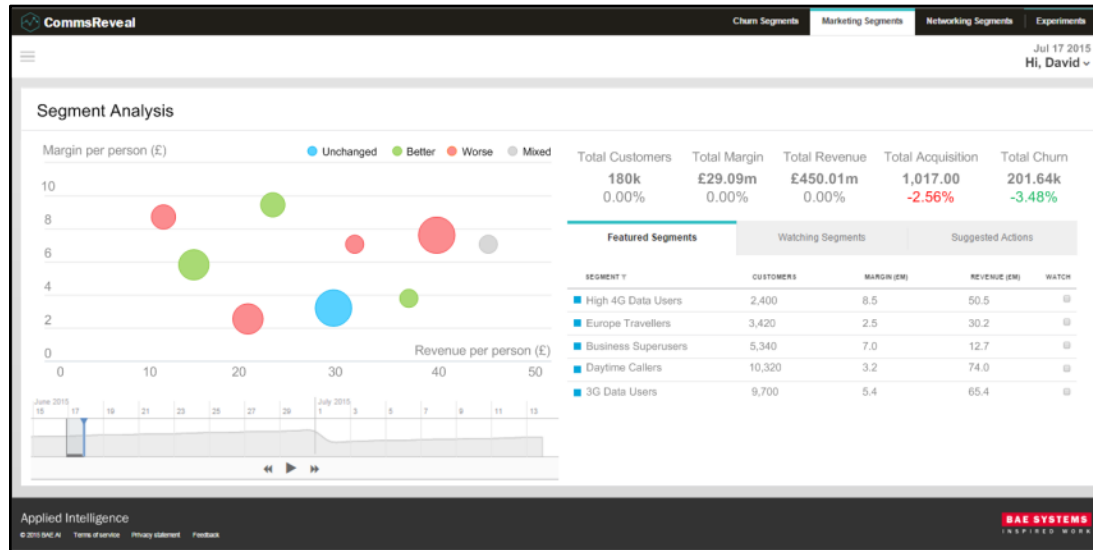 CommsReveal
Churn Segments Marketing Segments Networking Segments Experiments
Jul 17 2015
Hi, David
Segment Analysis
Margin per person (£)
Unchanged Better Worse Mixed
10
8
6
4
2
0
Revenue per person (£)
0 10 20 30 40 50
June 2015 July 2015
15 17 19 21 23 25 27 29 1 3 5 7 9 11 13
Total Customers Total Margin Total Revenue Total Acquisition Total Churn
180k £29.09m £450.01m 1,017.00 201.64k
0.00% 0.00% 0.00% -2.56% -3.48%
Featured Segments Watching Segments Suggested Actions
SEGMENT CUSTOMERS MARGIN (£M) REVENUE (£M) WATCH
High 4G Data Users 2,400 8.5 50.5
Europe Travellers 3,420 2.5 30.2
Business Superusers 5,340 7.0 12.7
Daytime Callers 10,320 3.2 74.0
3G Data Users 9,700 5.4 65.4
Applied Intelligence
© 2015 BAE AI Terms of service Privacy statement Feedback
BAE SYSTEMS
INSPIRED WORK